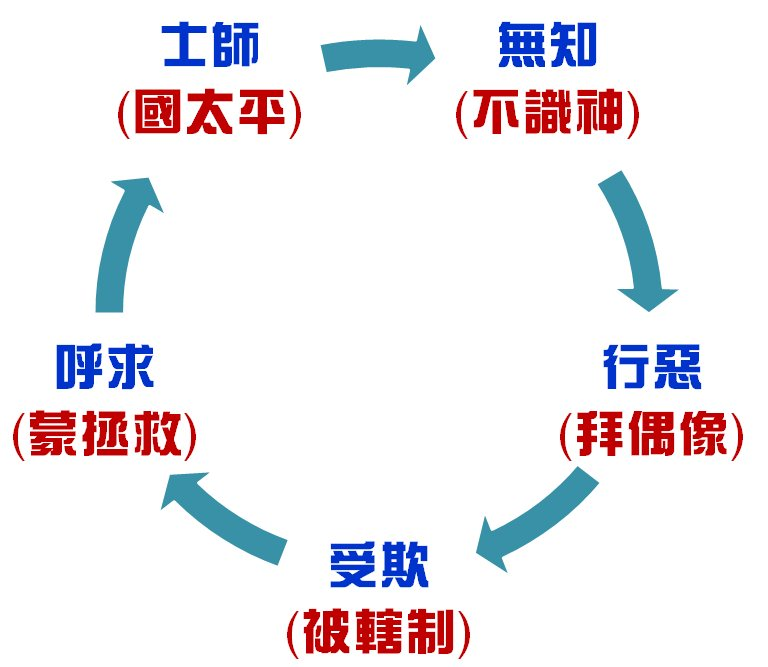 士師
(國太平)
無知
(不識神)
行惡
(拜偶像)
受欺
(被轄制)
呼求
(蒙拯救)